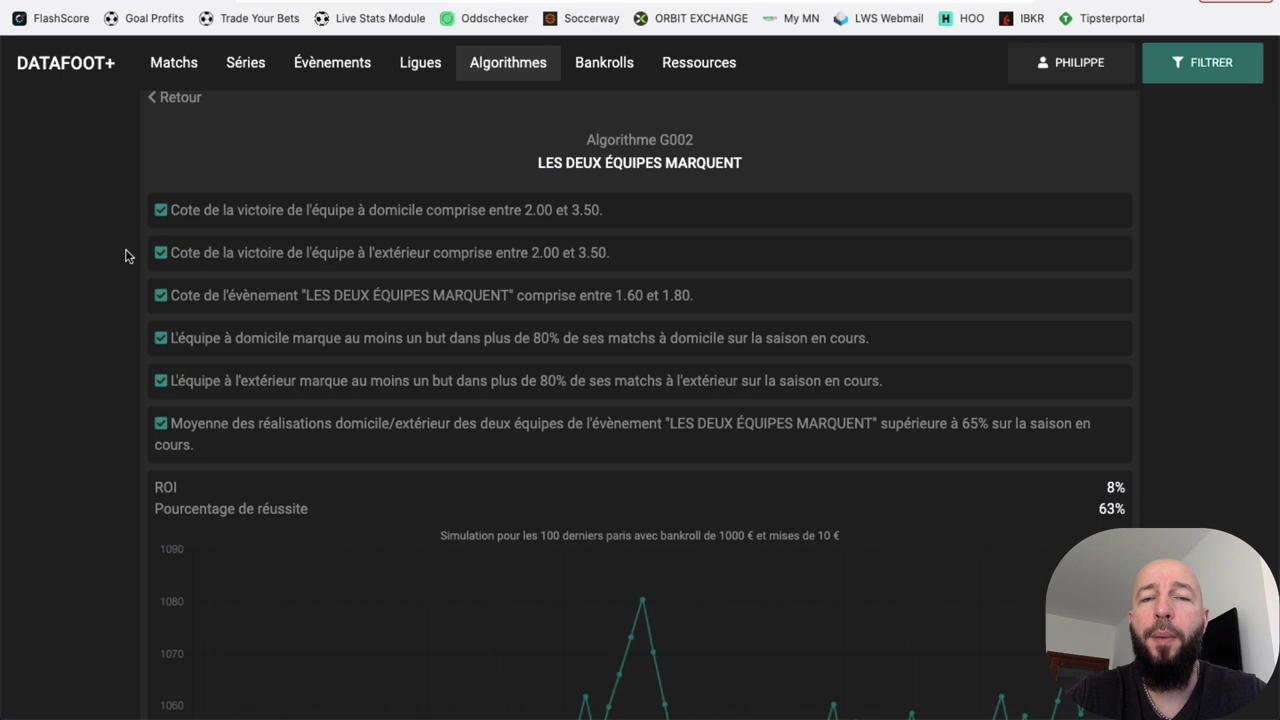 FlashScore Goal Profits Trade Your Bets Live Stats Module Oddschecker Soccerway ORBIT EXCHANGE My MN LWS Webmail H HOO IBKR Tipsterportal
DATAFOOT+ Matchs Séries Évènements Ligues Algorithmes Bankrolls Ressources PHILIPPE FILTRER
Retour
Algorithme G002
LES DEUX ÉQUIPES MARQUENT
Cote de la victoire de l'équipe à domicile comprise entre 2.00 et 3.50.
Cote de la victoire de l'équipe à l'extérieur comprise entre 2.00 et 3.50.
Cote de l'évènement "LES DEUX ÉQUIPES MARQUENT" comprise entre 1.60 et 1.80.
L'équipe à domicile marque au moins un but dans plus de 80% de ses matchs à domicile sur la saison en cours.
L'équipe à l'extérieur marque au moins un but dans plus de 80% de ses matchs à l'extérieur sur la saison en cours.
Moyenne des réalisations domicile/extérieur des deux équipes de l'évènement "LES DEUX ÉQUIPES MARQUENT" supérieure à 65% sur la saison en
cours.
ROI 8%
Pourcentage de réussite 63%
Simulation pour les 100 derniers paris avec bankroll de 1000 € et mises de 10 €
1090
1080
1070
1060